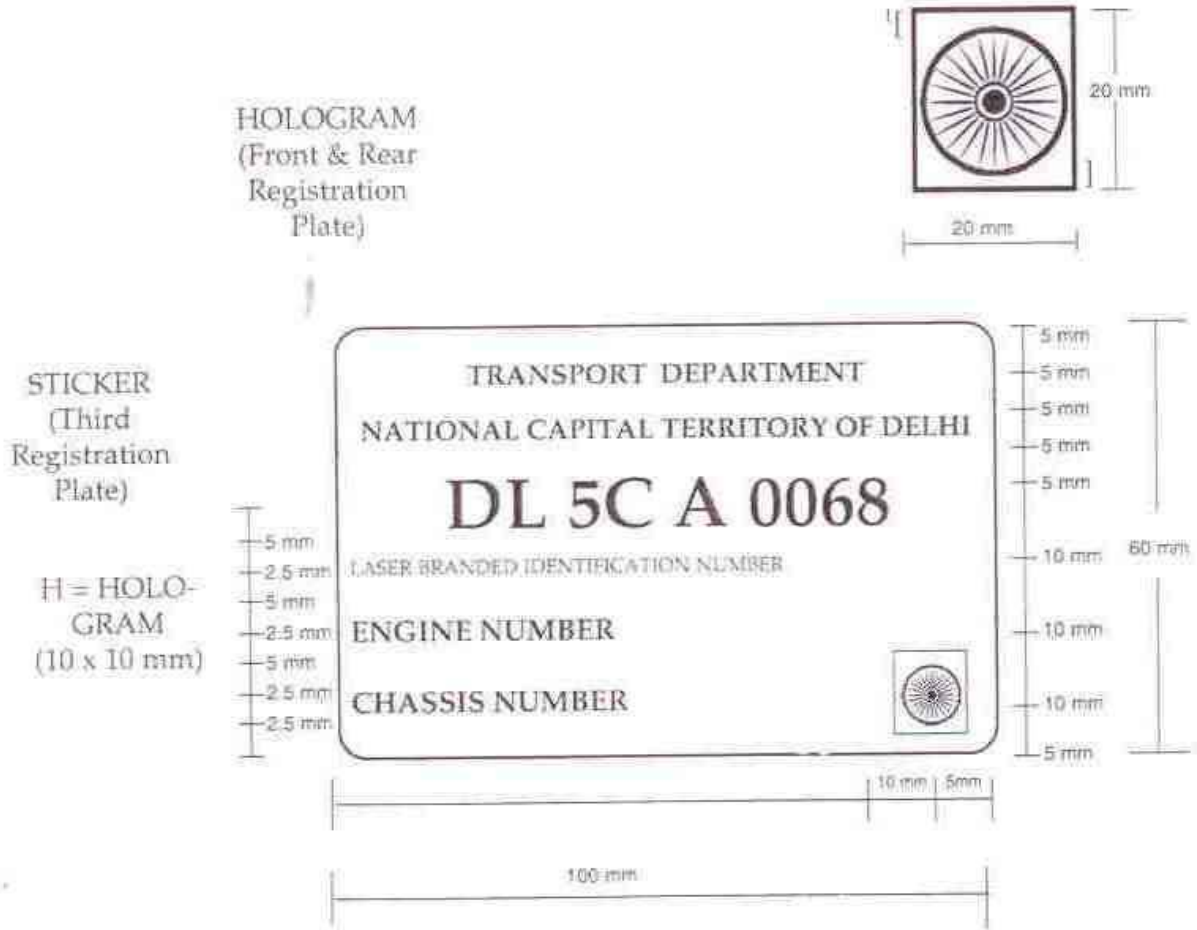 20 mm
20 mm
HOLOGRAM
(Front & Rear
Registration
Plate)
STICKER
(Third
Registration
Plate)
H = HOLO-
GRAM
(10 x 10 mm)
5 mm
2.5 mm
5 mm
2.5 mm
5 mm
2.5 mm
2.5 mm
TRANSPORT DEPARTMENT
NATIONAL CAPITAL TERRITORY OF DELHI
DL 5C A 0068
LASER BRANDED IDENTIFICATION NUMBER
ENGINE NUMBER
CHASSIS NUMBER
5 mm
5 mm
5 mm
5 mm
5 mm
10 mm
10 mm
10 mm
5 mm
60 mm
10 mm
5mm
100 mm